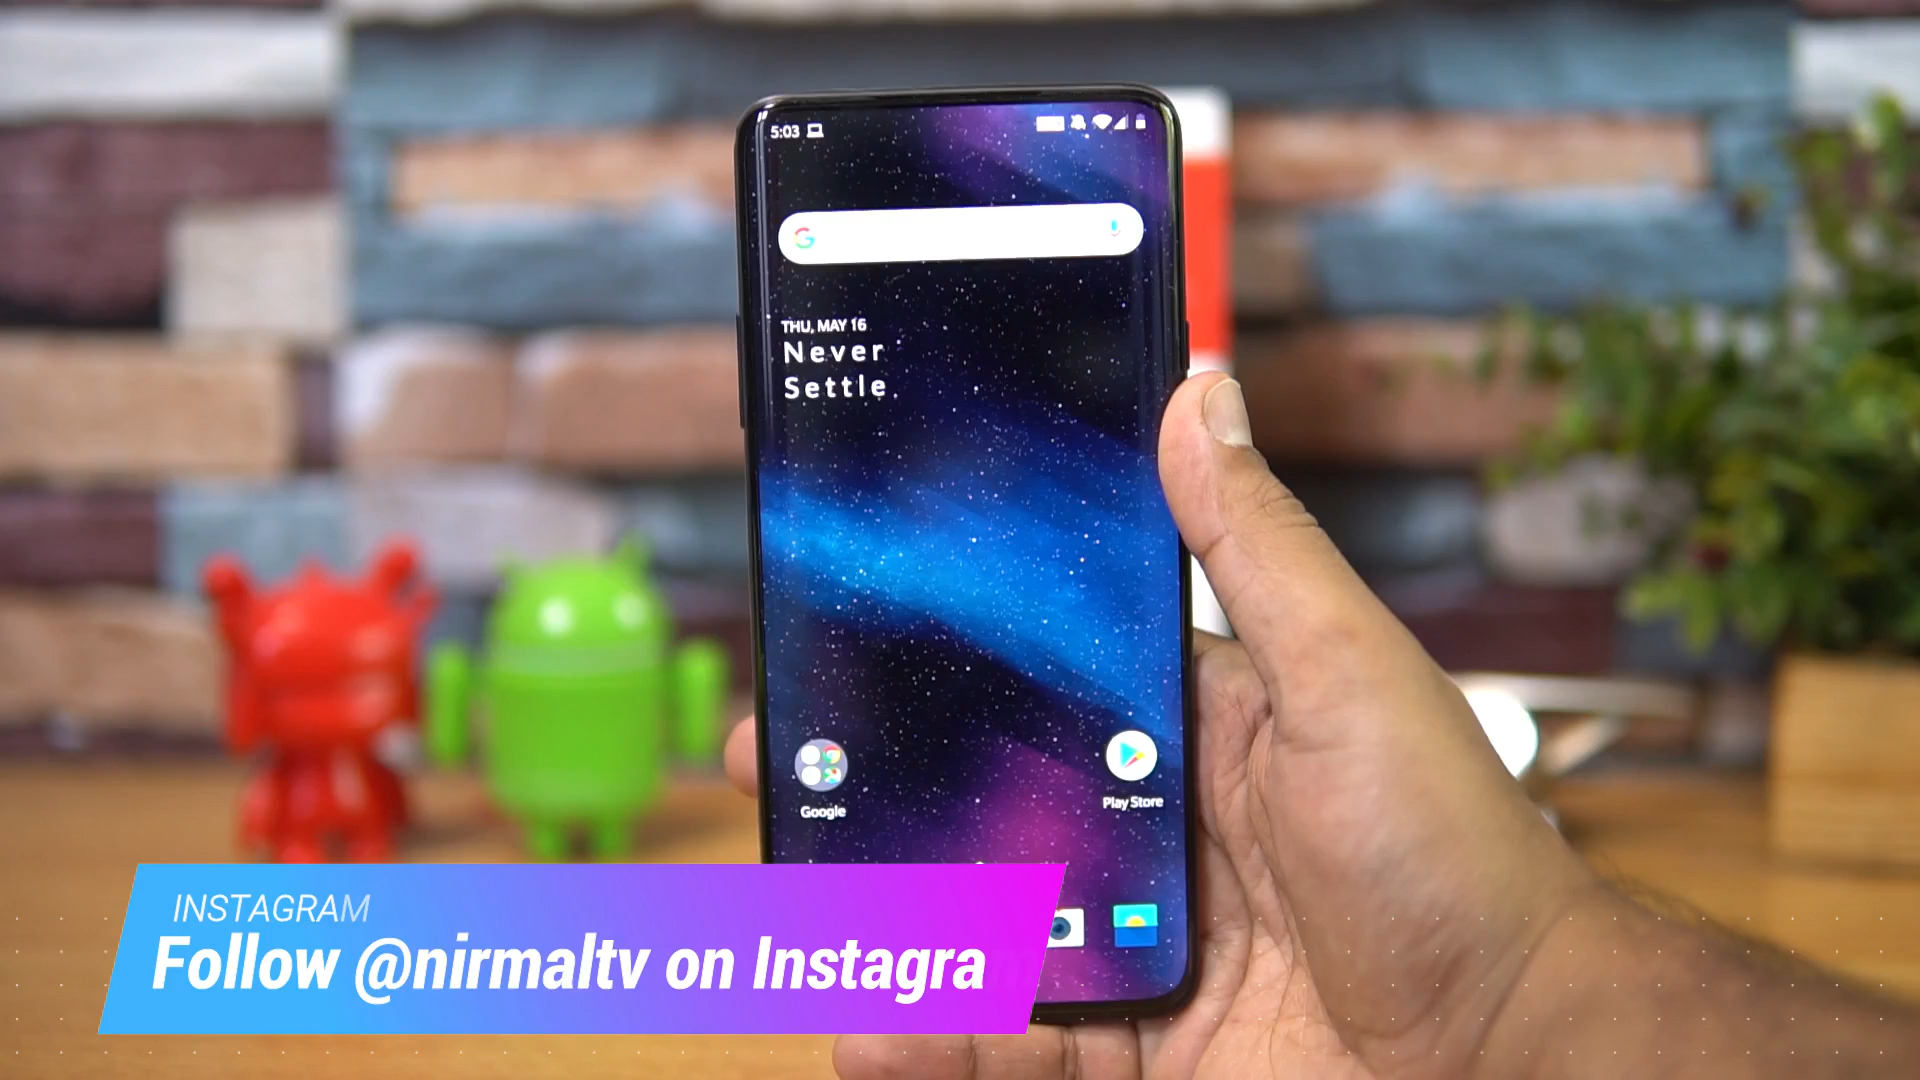 5:03
THU, MAY 16
Never
Settle
Google
Play Store
INSTAGRAM
Follow @nirmaltv on Instagra